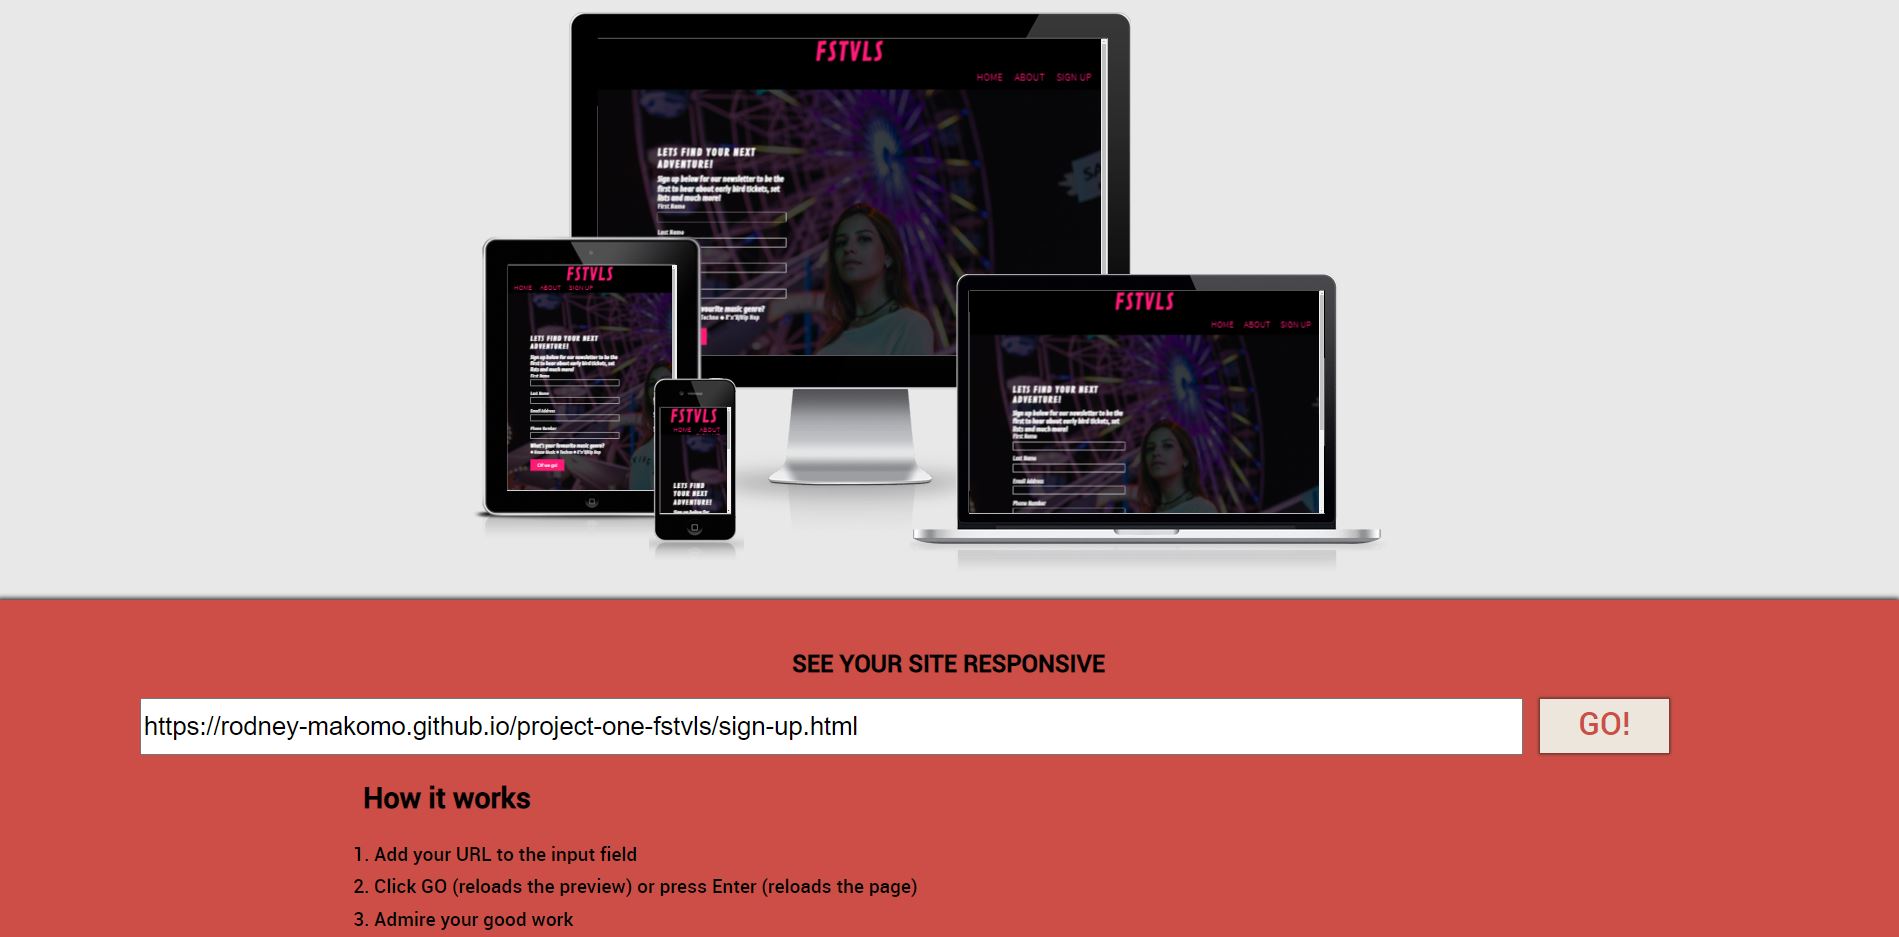 FSTVLS
HOME ABOUT SIGN UP
LETS FIND YOUR NEXT
ADVENTURE!
Sign up below for our newsletter to be the
first to hear about early bird tickets, set
lists and much more!
First Name
Last Name
avourite music genre?
Techno R'n'B/Hip Hop
FSTVLS
HOME ABOUT SIGN UP
LETS FIND YOUR NEXT
ADVENTURE!
Sign up below for our newsletter to be the
first to hear about early bird tickets, set
lists and much more!
First Name
Last Name
Email Address
Phone Number
What's your favourite music genre?
House Music Techno R'n'B/Hip Hop
Off we go!
FSTVLS
HOME ABOUT
LETS FIND
YOUR NEXT
ADVENTURE!
Sign up below for
FSTVLS
HOME ABOUT SIGN UP
LETS FIND YOUR NEXT
ADVENTURE!
Sign up below for our newsletter to be the
first to hear about early bird tickets, set
lists and much more!
First Name
Last Name
Email Address
Phone Number
SEE YOUR SITE RESPONSIVE
https://rodney-makomo.github.io/project-one-fstvls/sign-up.html
GO!
How it works
1. Add your URL to the input field
2. Click GO (reloads the preview) or press Enter (reloads the page)
3. Admire your good work